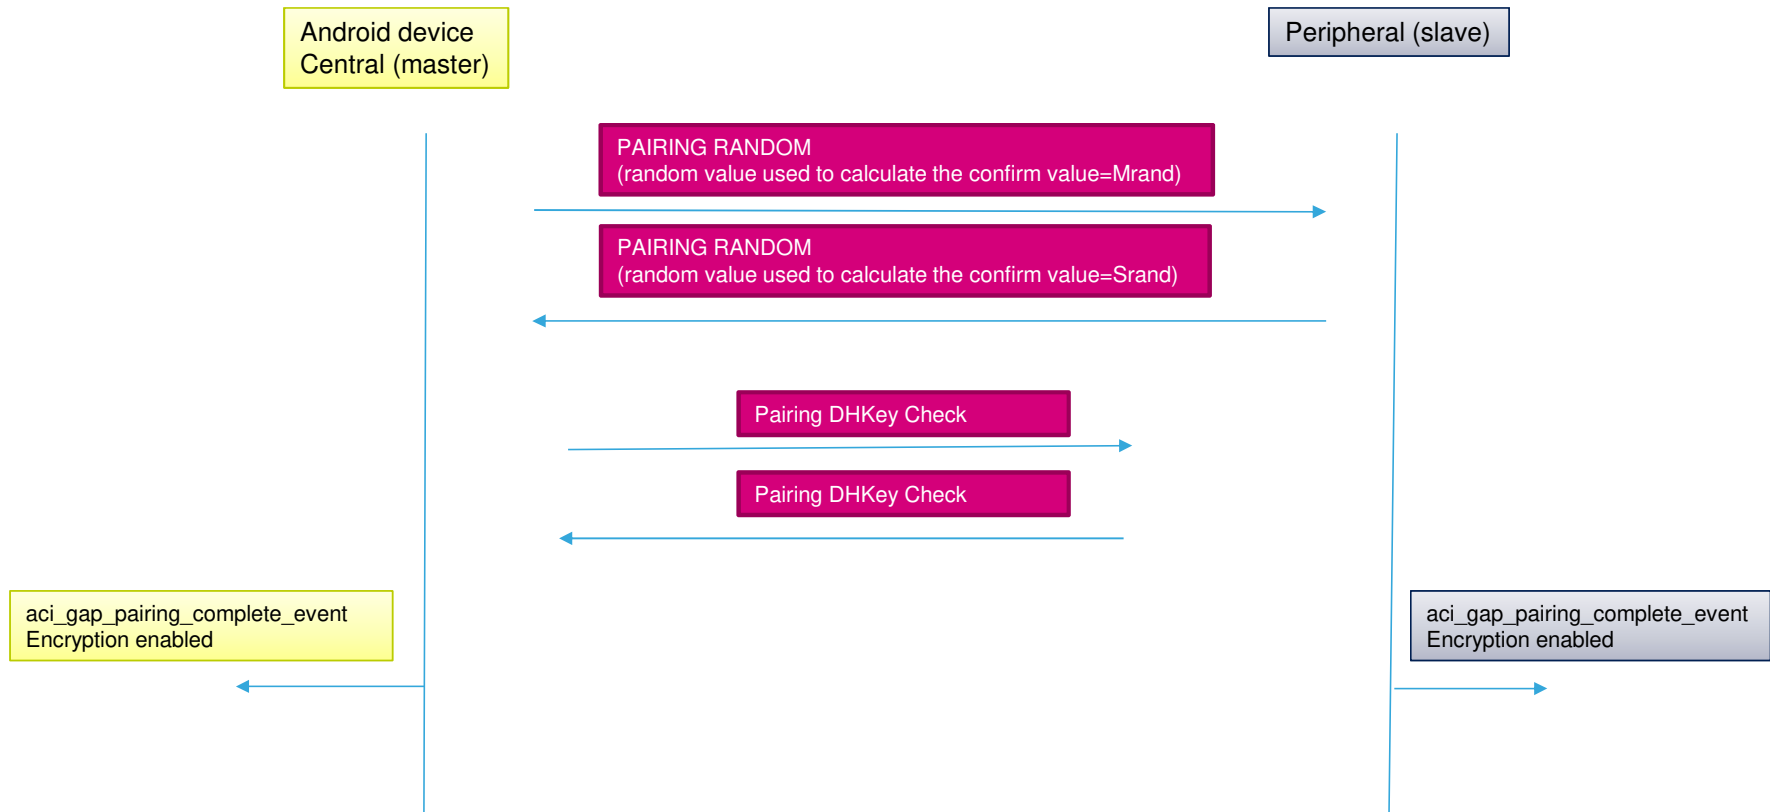 Android device
Central (master)
Peripheral (slave)
PAIRING RANDOM
(random value used to calculate the confirm value=Mrand)
PAIRING RANDOM
(random value used to calculate the confirm value=Srand)
Pairing DHKey Check
Pairing DHKey Check
aci_gap_pairing_complete_event
Encryption enabled
aci_gap_pairing_complete_event
Encryption enabled